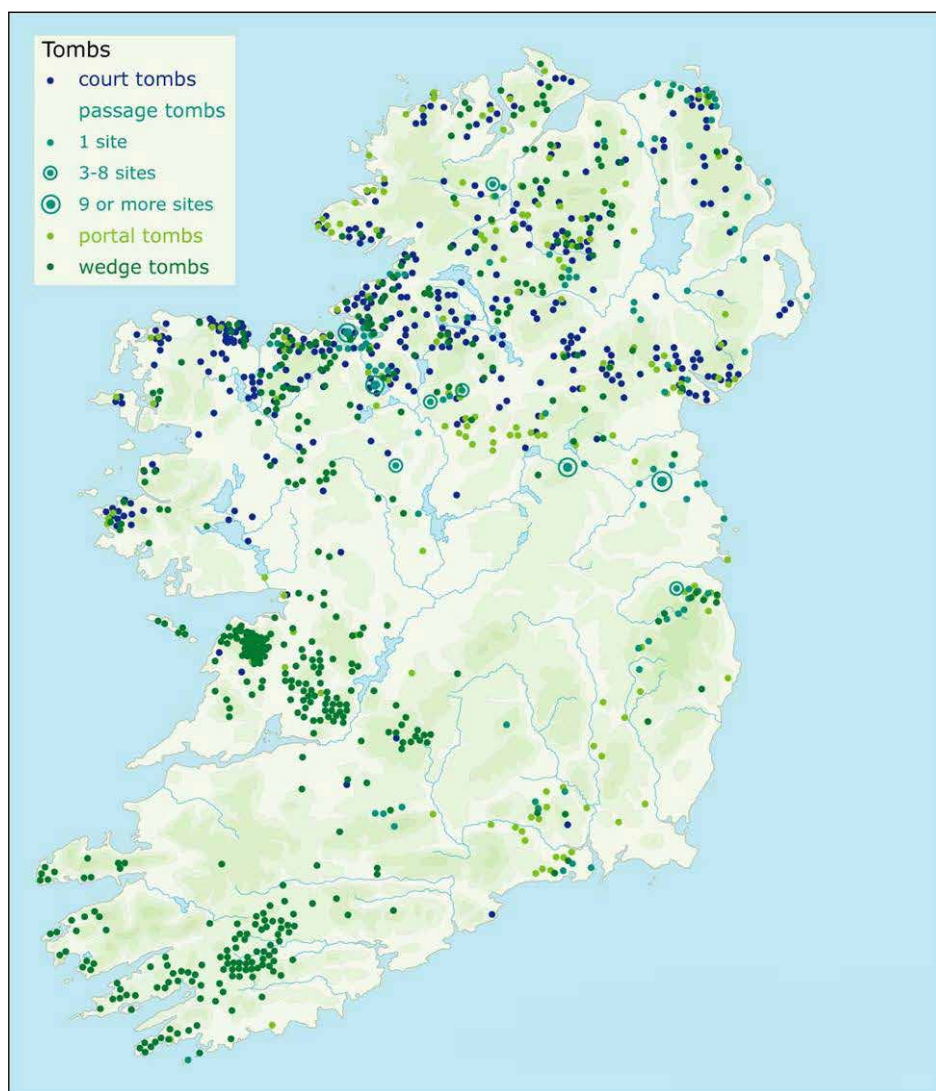 Tombs
court tombs
passage tombs
1 site
3-8 sites
9 or more sites
portal tombs
wedge tombs